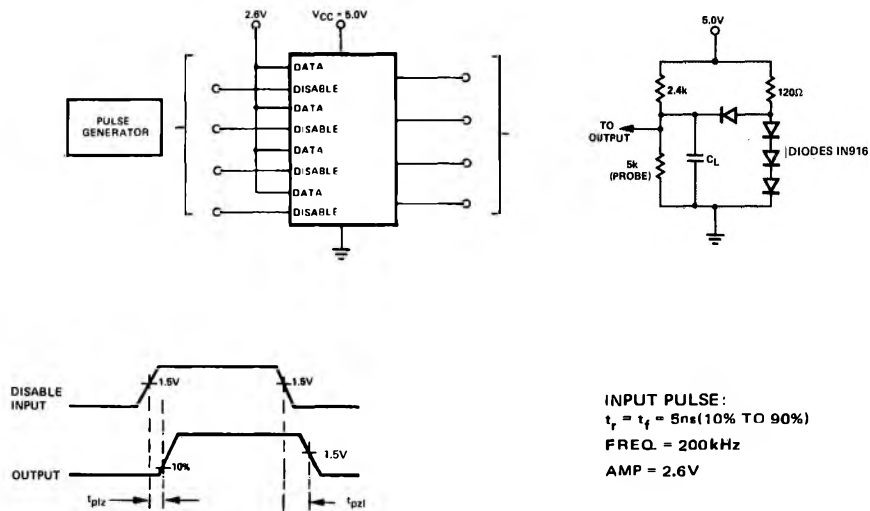 2.6V
VCC = 5.0V
PULSE
GENERATOR
DATA
DISABLE
DATA
DISABLE
DATA
DISABLE
DATA
DISABLE
5.0V
2.4k
120Ω
TO
OUTPUT
5k
(PROBE)
CL
DIODES IN916
DISABLE
INPUT
1.5V
1.5V
OUTPUT
10%
1.5V
tplz
tpzl
INPUT PULSE:
tr = tf = 5ns(10% TO 90%)
FREQ. = 200kHz
AMP = 2.6V